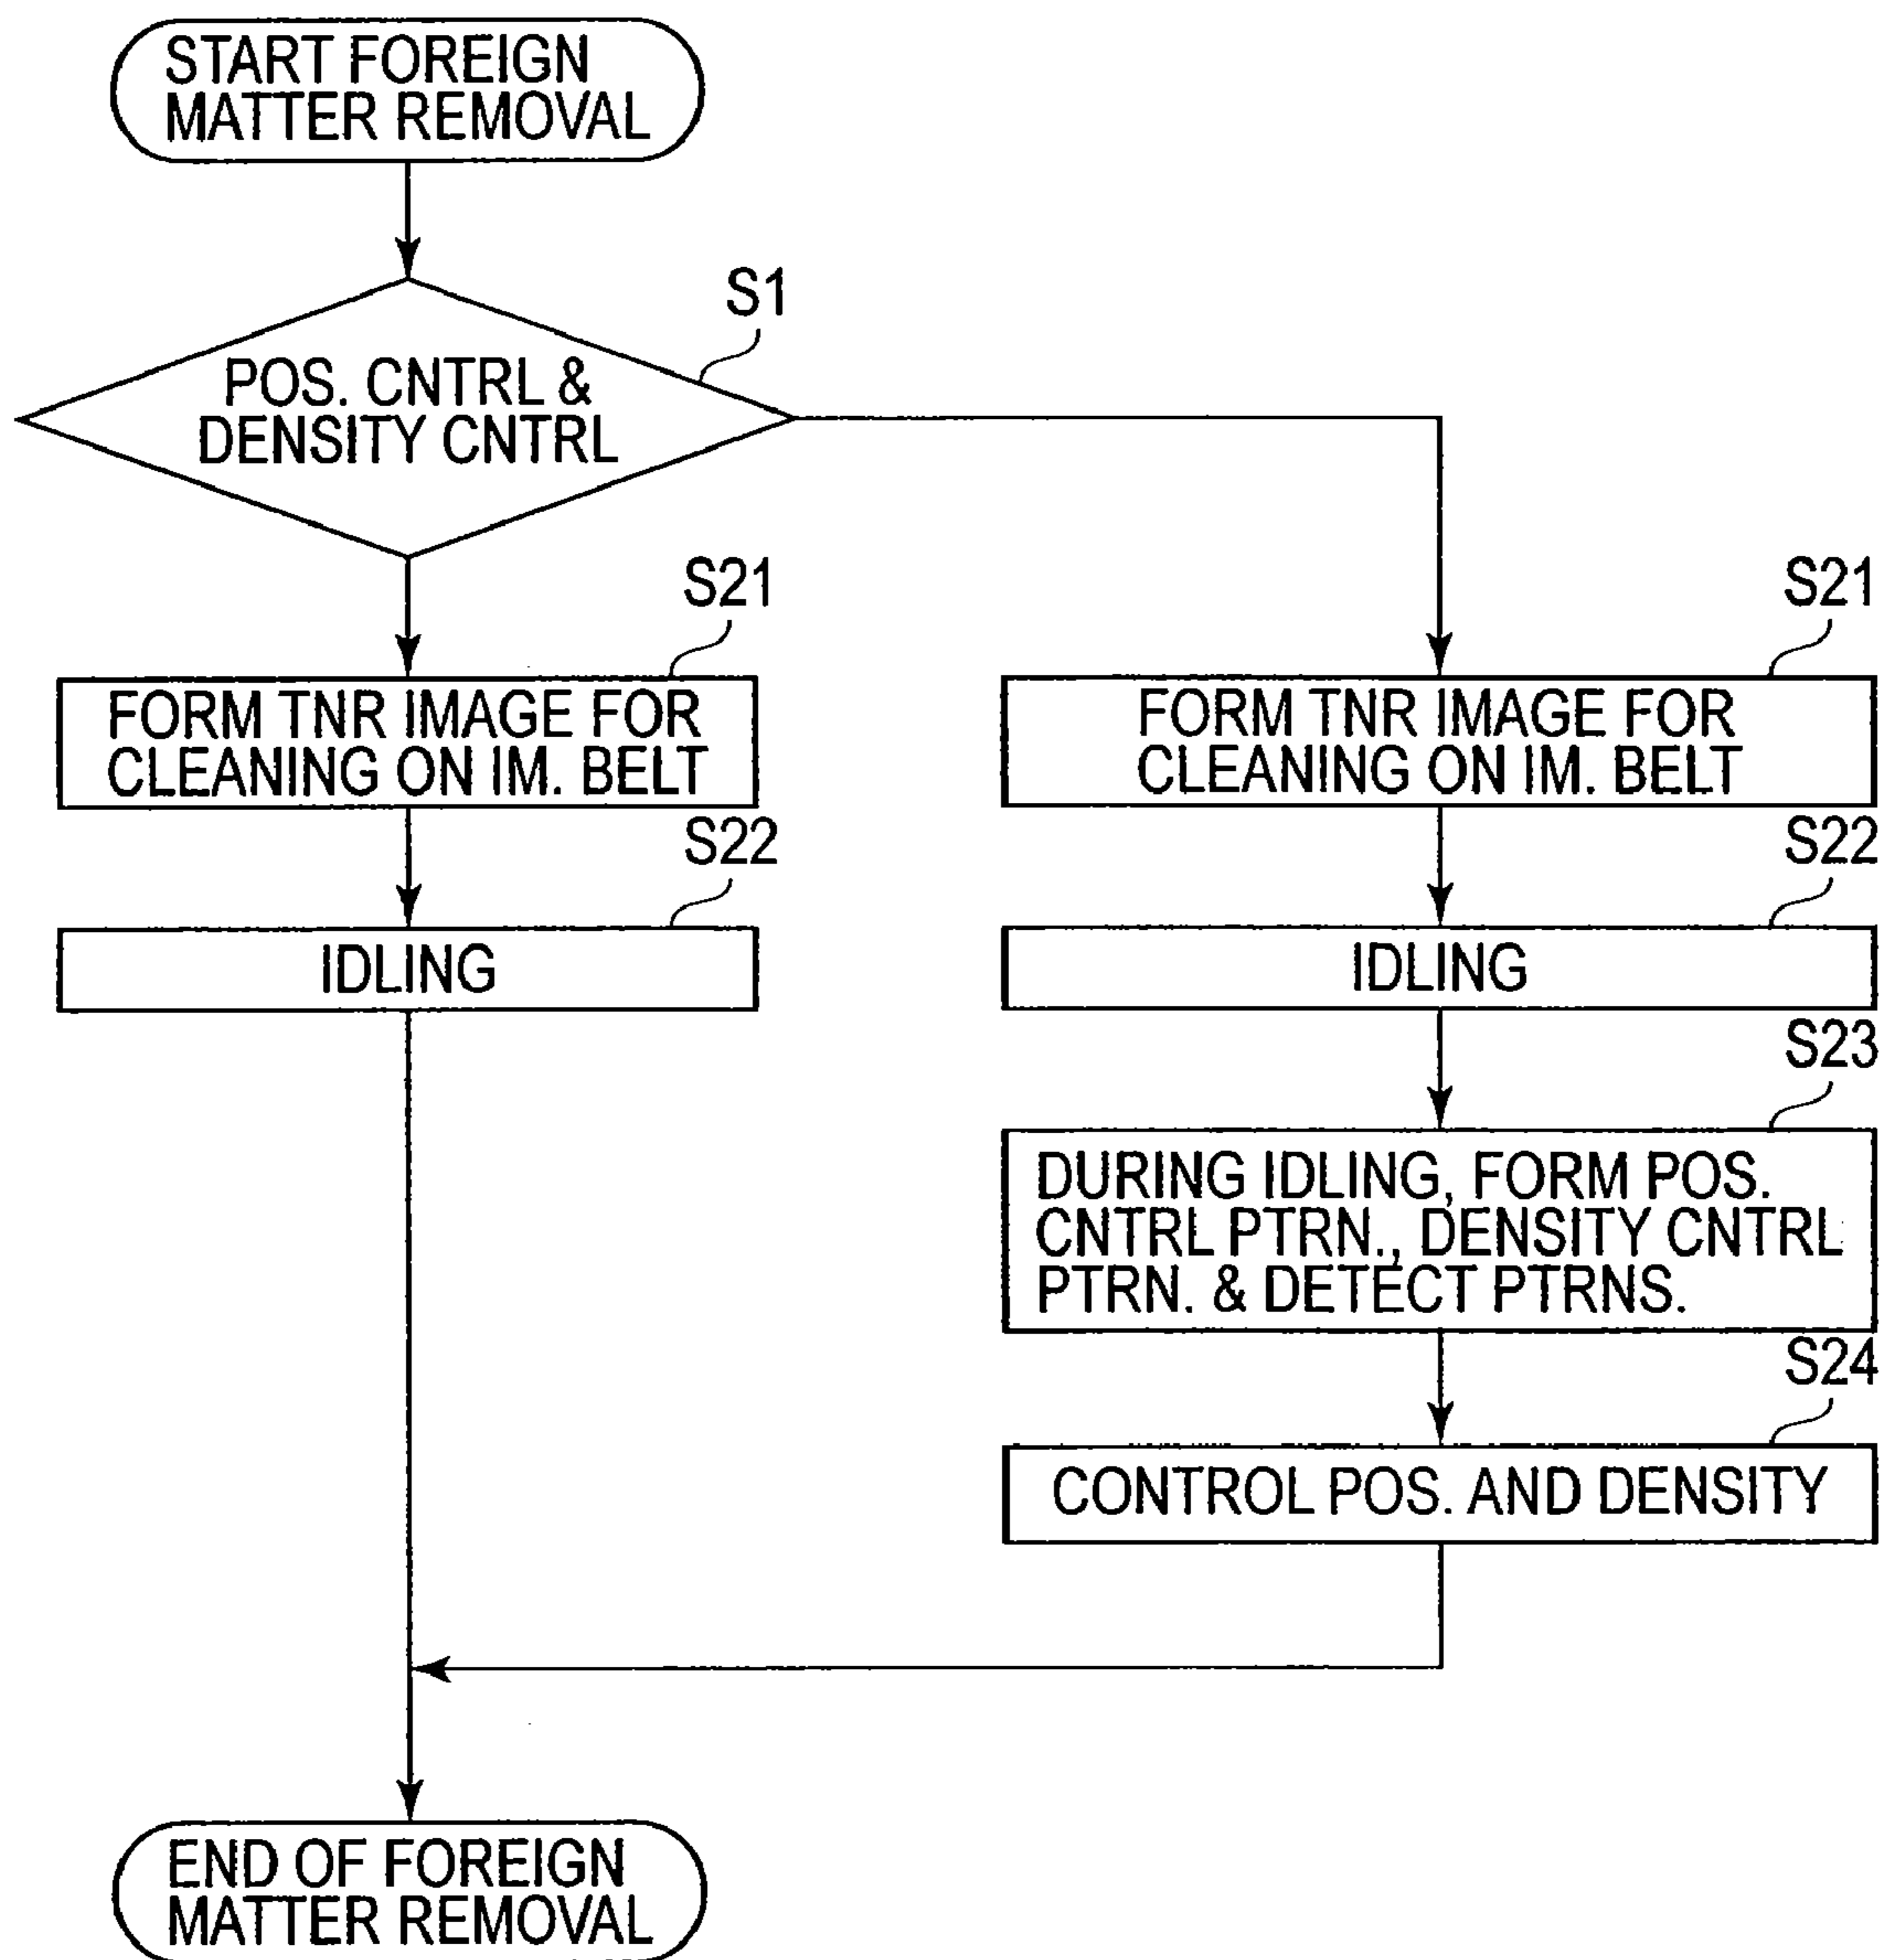 START FOREIGN
MATTER REMOVAL
S1
POS. CNTRL &
DENSITY CNTRL
S21
FORM TNR IMAGE FOR
CLEANING ON IM. BELT
S22
IDLING
S21
FORM TNR IMAGE FOR
CLEANING ON IM. BELT
S22
IDLING
S23
DURING IDLING, FORM POS.
CNTRL PTRN., DENSITY CNTRL
PTRN. & DETECT PTRNS.
S24
CONTROL POS. AND DENSITY
END OF FOREIGN
MATTER REMOVAL